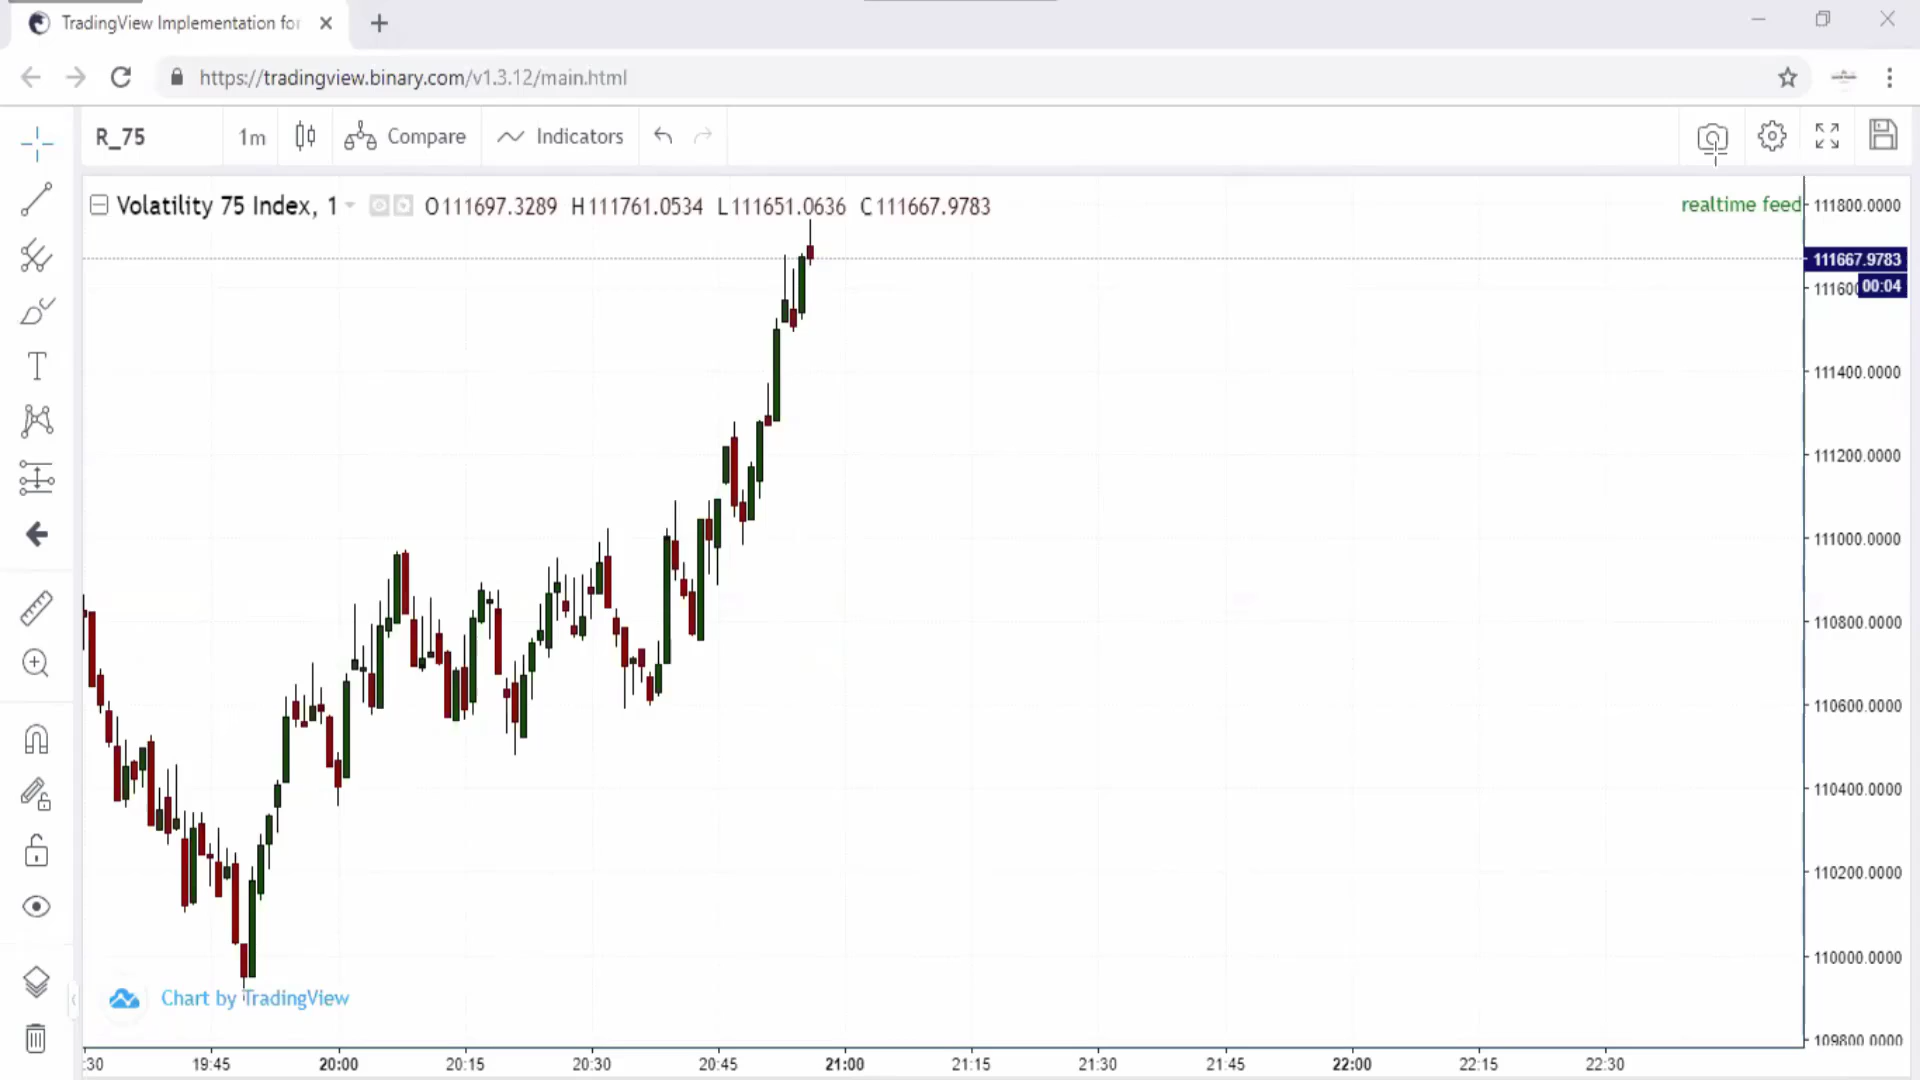 TradingView Implementation for
https://tradingview.binary.com/v1.3.12/main.html
R_75 1m Compare Indicators
Volatility 75 Index, 1 O111697.3289 H111761.0534 L111651.0636 C111667.9783
realtime feed
111800.0000
111667.9783
00:04
111400.0000
111200.0000
111000.0000
110800.0000
110600.0000
110400.0000
110200.0000
110000.0000
109800.0000
Chart by TradingView
:30 19:45 20:00 20:15 20:30 20:45 21:00 21:15 21:30 21:45 22:00 22:15 22:30